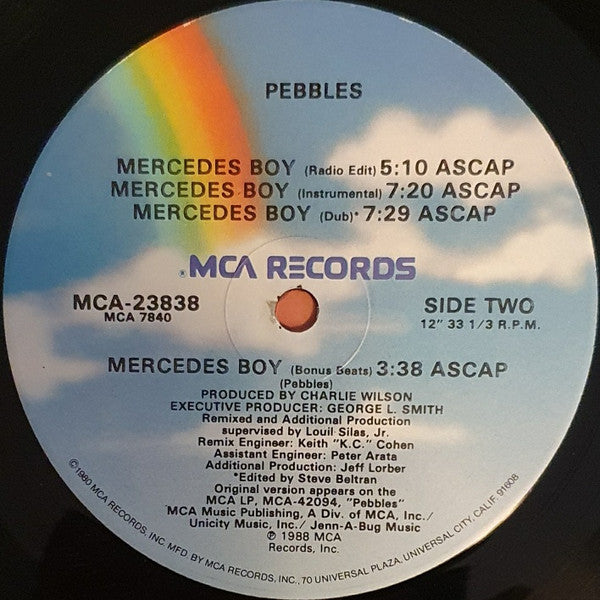 PEBBLES
MERCEDES BOY (Radio Edit) 5:10 ASCAP
MERCEDES BOY (Instrumental) 7:20 ASCAP
MERCEDES BOY (Dub)* 7:29 ASCAP
®MCA RECORDS
MCA-23838
MCA 7840
SIDE TWO
12" 33 1/3 R.P.M.
MERCEDES BOY (Bonus Beats) 3:38 ASCAP
(Pebbles)
PRODUCED BY CHARLIE WILSON
EXECUTIVE PRODUCER: GEORGE L. SMITH
Remixed and Additional Production
supervised by Louil Silas, Jr.
Remix Engineer: Keith "K.C." Cohen
Assistant Engineer: Peter Arata
Additional Production: Jeff Lorber
*Edited by Steve Beltran
Original version appears on the
MCA LP, MCA-42094, "Pebbles"
MCA Music Publishing, A Div. of MCA, Inc./
Unicity Music, Inc./ Jenn-A-Bug Music
℗ 1988 MCA
Records, Inc.
©1980 MCA RECORDS, INC. MFD. BY MCA RECORDS, INC., 70 UNIVERSAL PLAZA, UNIVERSAL CITY, CALIF. 91608